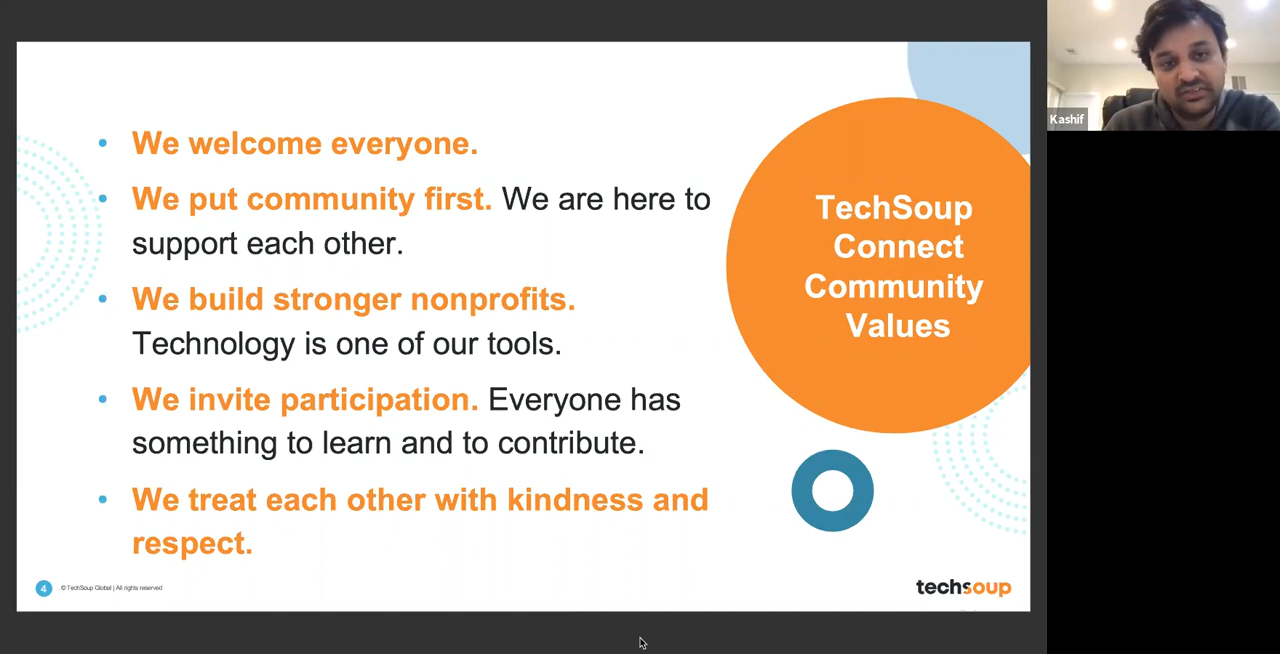 We welcome everyone.
We put community first. We are here to
support each other.
We build stronger nonprofits.
Technology is one of our tools.
We invite participation. Everyone has
something to learn and to contribute.
We treat each other with kindness and
respect.
TechSoup
Connect
Community
Values
4
© TechSoup Global | All rights reserved
techsoup
Kashif